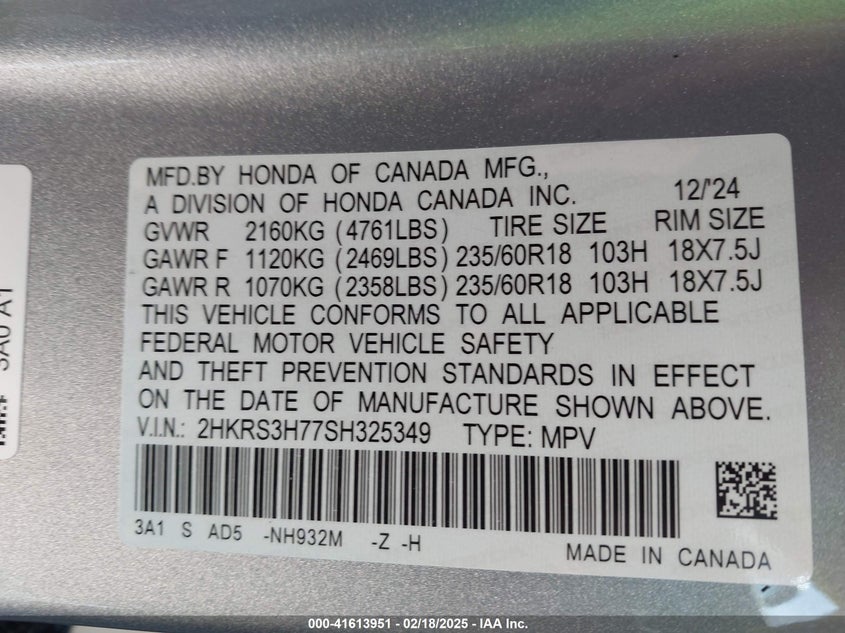 MFD.BY HONDA OF CANADA MFG.,
A DIVISION OF HONDA CANADA INC. 12/'24
GVWR 2160KG (4761LBS) TIRE SIZE RIM SIZE
GAWR F 1120KG (2469LBS) 235/60R18 103H 18X7.5J
GAWR R 1070KG (2358LBS) 235/60R18 103H 18X7.5J
THIS VEHICLE CONFORMS TO ALL APPLICABLE
FEDERAL MOTOR VEHICLE SAFETY
AND THEFT PREVENTION STANDARDS IN EFFECT
ON THE DATE OF MANUFACTURE SHOWN ABOVE.
V.I.N.: 2HKRS3H77SH325349 TYPE: MPV
3A1 S AD5 -NH932M -Z -H
MADE IN CANADA
3A0 A1
000-41613951 - 02/18/2025 - IAA Inc.